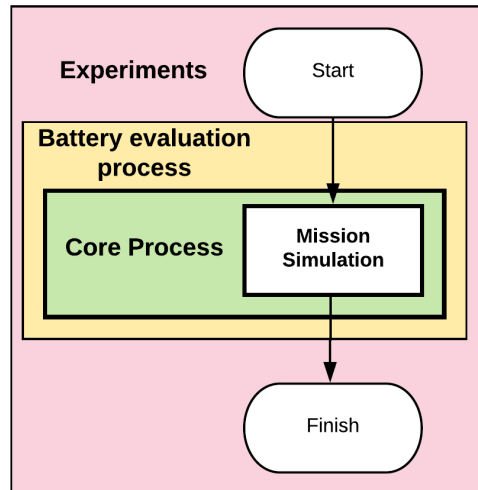 Experiments
Start
Battery evaluation
process
Core Process
Mission
Simulation
Finish